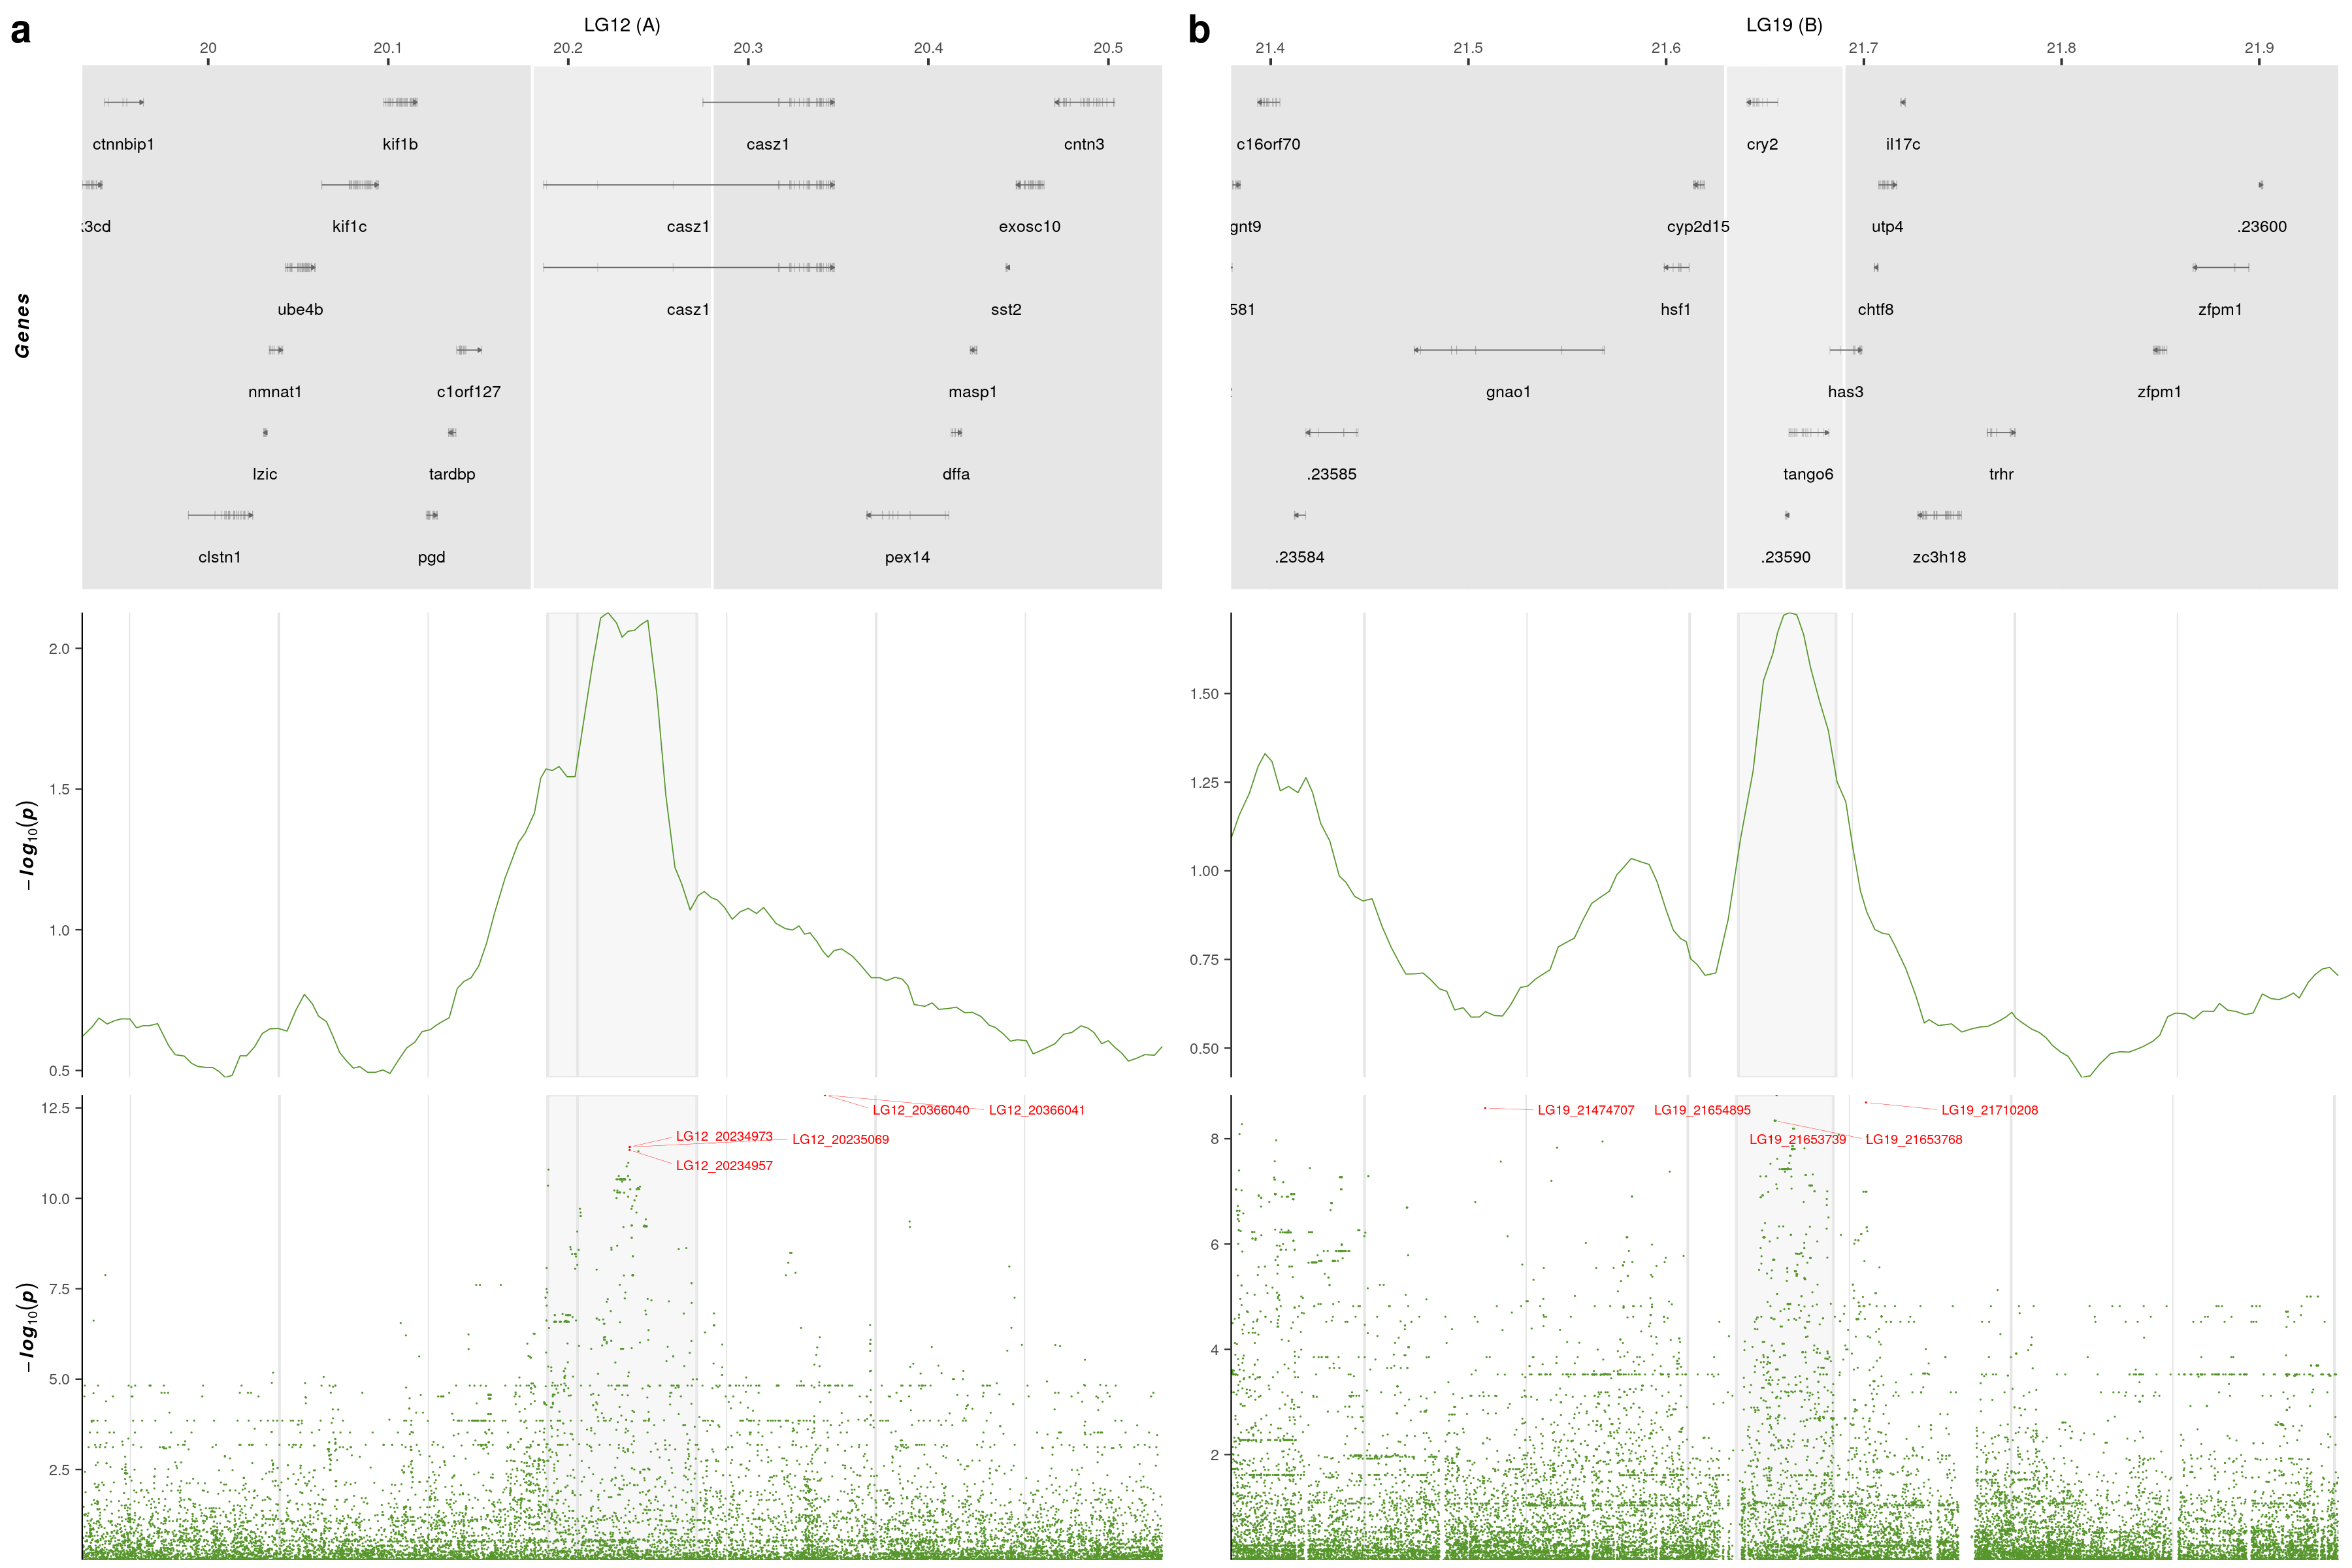 a
LG12 (A)
20 20.1 20.2 20.3 20.4 20.5
ctnnbip1 kif1b casz1 cntn3
3cd kif1c casz1 exosc10
ube4b casz1 sst2
nmnat1 c1orf127 masp1
lzic tardbp dffa
clstn1 pgd pex14
Genes
b
LG19 (B)
21.4 21.5 21.6 21.7 21.8 21.9
c16orf70 cry2 il17c
gnt9 cyp2d15 utp4 .23600
581 hsf1 chtf8 zfpm1
gnao1 has3 zfpm1
.23585 tango6 trhr
.23584 .23590 zc3h18
−log10(p)
2.0
1.5
1.0
0.5
1.50
1.25
1.00
0.75
0.50
−log10(p)
12.5
10.0
7.5
5.0
2.5
LG12_20366040 LG12_20366041
LG12_20234973 LG12_20235069
LG12_20234957
8
6
4
2
LG19_21474707 LG19_21654895 LG19_21710208
LG19_21653739 LG19_21653768